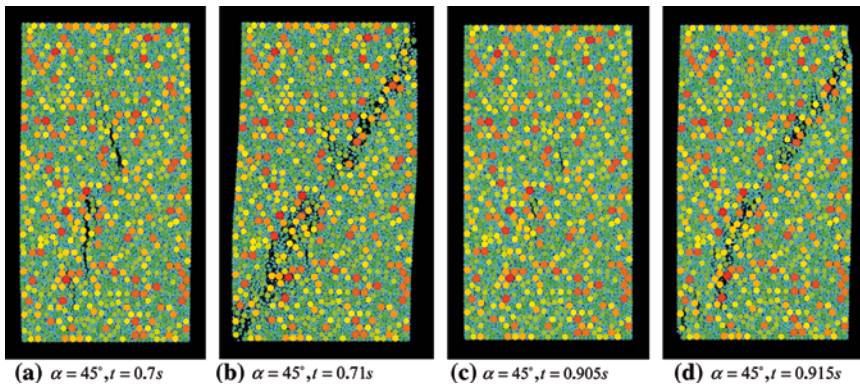 (a) α = 45°, t = 0.7s
(b) α = 45°, t = 0.71s
(c) α = 45°, t = 0.905s
(d) α = 45°, t = 0.915s